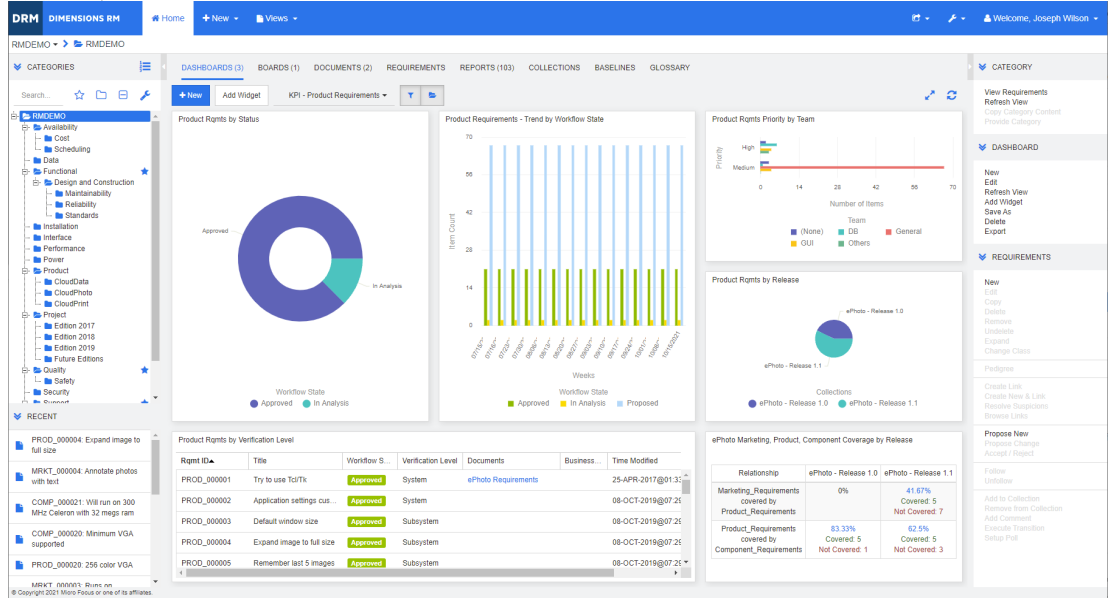 DRM DIMENSIONS RM Home +New Views Welcome, Joseph Wilson
RMDEMO > RMDEMO
CATEGORIES
Search...
RMDEMO
Availability
Cost
Scheduling
Data
Functional
Design and Construction
Maintainability
Reliability
Standards
Installation
Interface
Performance
Power
Product
CloudData
CloudPhoto
CloudPrint
Project
Edition 2017
Edition 2018
Edition 2019
Future Editions
Quality
Safety
Security
Support
RECENT
PROD_000004: Expand image to
full size
MRKT_000004: Annotate photos
with text
COMP_000021: Will run on 300
MHz Celeron with 32 megs ram
COMP_000020: Minimum VGA
supported
PROD_000020: 256 color VGA
MRKT_000003: Runs on
© Copyright 2021 Micro Focus or one of its affiliates.
DASHBOARDS (3) BOARDS (1) DOCUMENTS (2) REQUIREMENTS REPORTS (103) COLLECTIONS BASELINES GLOSSARY
+New Add Widget KPI - Product Requirements
Product Rqmts by Status
Approved
In Analysis
Workflow State
Approved In Analysis
Product Requirements - Trend by Workflow State
Item Count
70
56
42
28
14
0
10/15/2021
Weeks
Workflow State
Approved In Analysis Proposed
Product Rqmts Priority by Team
Priority
High
Medium
0 14 28 42 56 70
Number of Items
Team
(None) DB General
GUI Others
Product Rqmts by Release
ePhoto - Release 1.0
ePhoto - Release 1.1
Collections
ePhoto - Release 1.0 ePhoto - Release 1.1
Product Rqmts by Verification Level
Rqmt ID Title Workflow S... Verification Level Documents Business... Time Modified
PROD_000001 Try to use Tcl/Tk Approved System ePhoto Requirements 25-APR-2017@01:33
PROD_000002 Application settings cus... Approved System 08-OCT-2019@07:29
PROD_000003 Default window size Approved Subsystem 08-OCT-2019@07:29
PROD_000004 Expand image to full size Approved Subsystem 08-OCT-2019@07:29
PROD_000005 Remember last 5 images Approved Subsystem 08-OCT-2019@07:29
ePhoto Marketing, Product, Component Coverage by Release
Relationship ePhoto - Release 1.0 ePhoto - Release 1.1
Marketing_Requirements
covered by
Product_Requirements
0%
41.67%
Covered: 5
Not Covered: 7
Product_Requirements
covered by
Component_Requirements
83.33%
Covered: 5
Not Covered: 1
62.5%
Covered: 5
Not Covered: 3
CATEGORY
View Requirements
Refresh View
Copy Category Content
Provide Category
DASHBOARD
New
Edit
Refresh View
Add Widget
Save As
Delete
Export
REQUIREMENTS
New
Edit
Copy
Delete
Remove
Undelete
Expand
Change Class
Pedigree
Create Link
Create New & Link
Resolve Suspicions
Browse Links
Propose New
Propose Change
Accept / Reject
Follow
Unfollow
Add to Collection
Remove from Collection
Add Comment
Execute Transition
Setup Poll